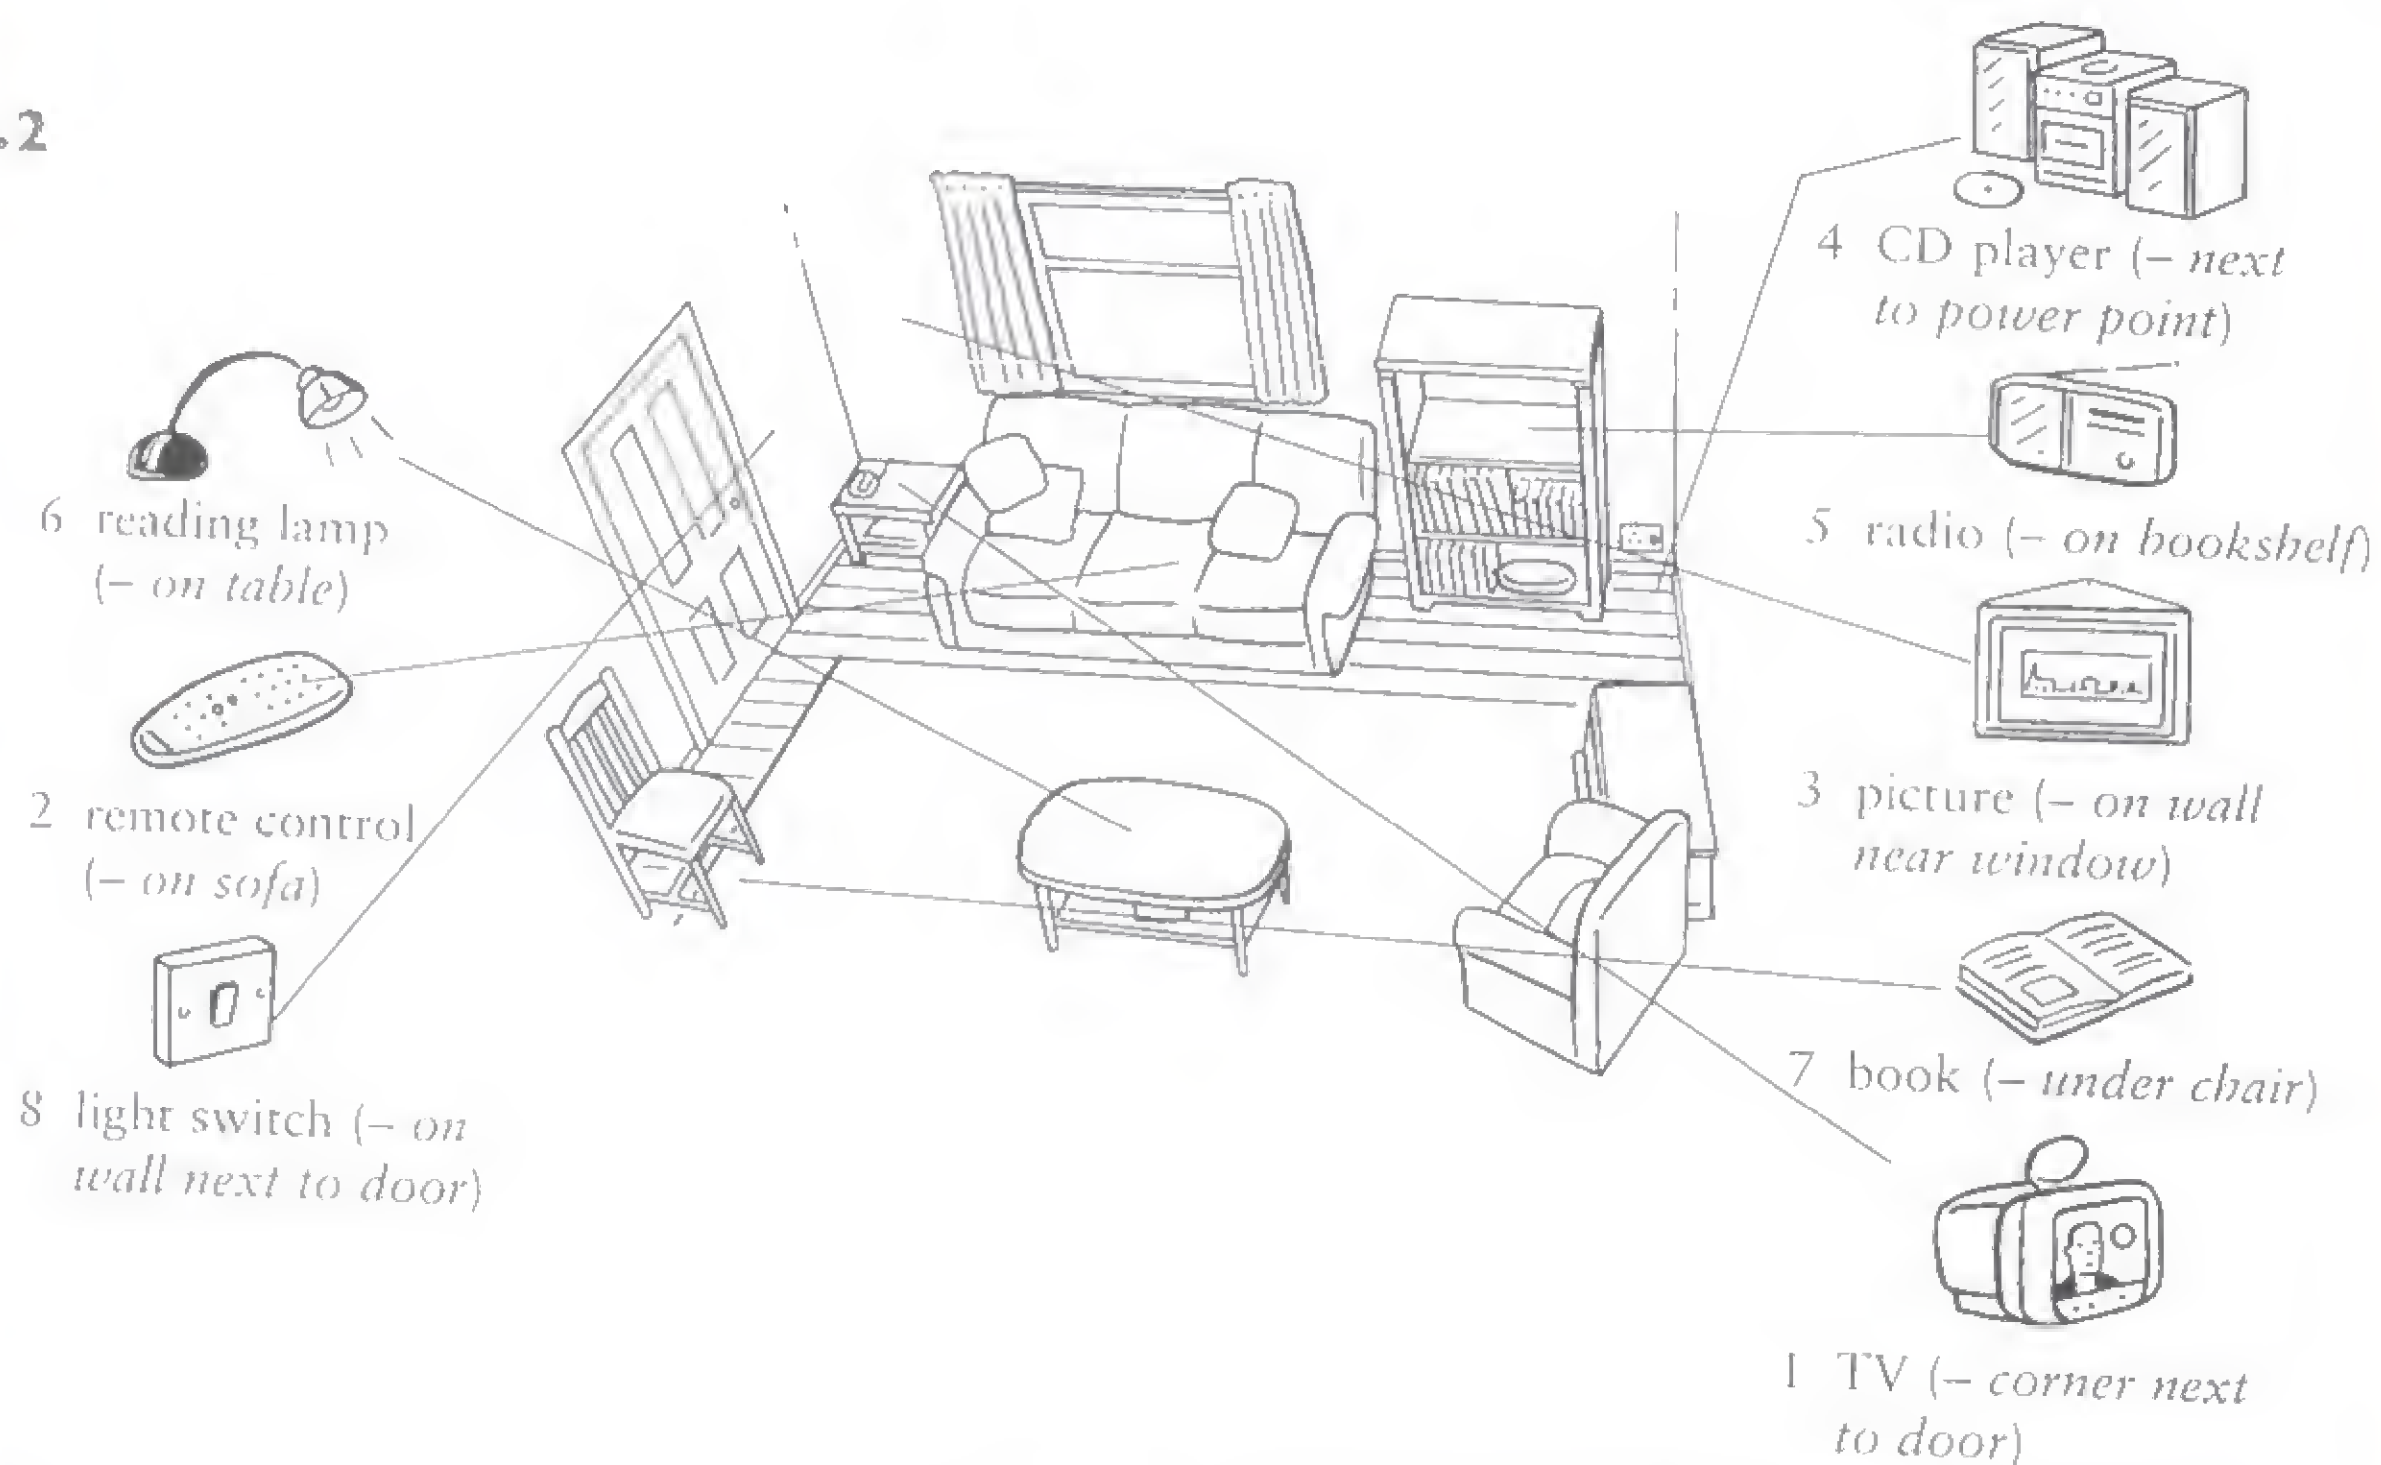 .2
4 CD player (– next
to power point)
5 radio (– on bookshelf)
3 picture (– on wall
near window)
7 book (– under chair)
1 TV (– corner next
to door)
6 reading lamp
(– on table)
2 remote control
(– on sofa)
8 light switch (– on
wall next to door)